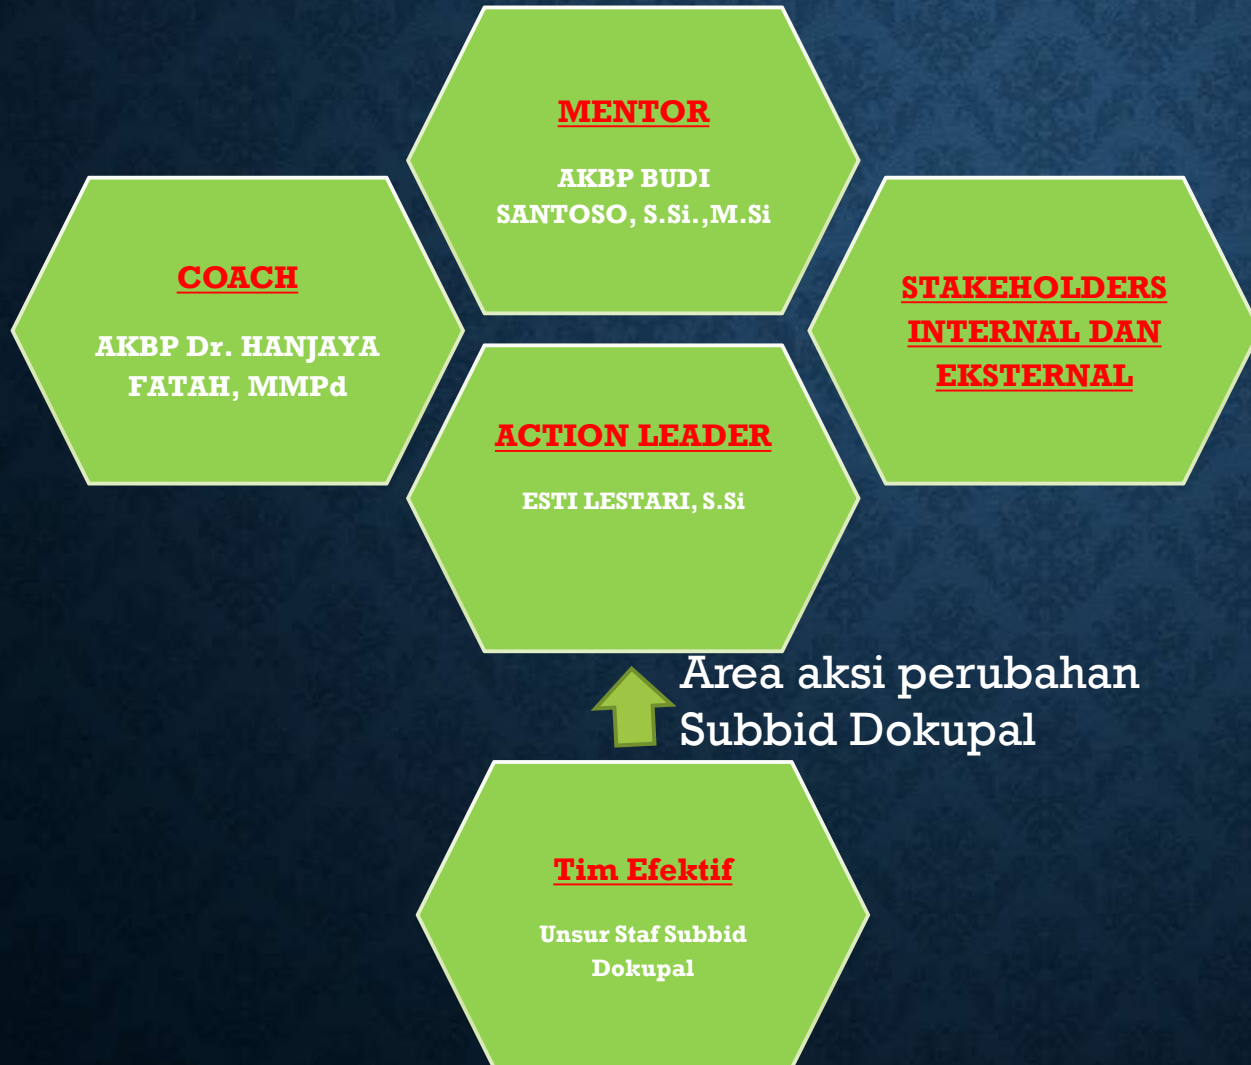 MENTOR
AKBP BUDI
SANTOSO, S.Si.,M.Si
COACH
AKBP Dr. HANJAYA
FATAH, MMPd
STAKEHOLDERS
INTERNAL DAN
EKSTERNAL
ACTION LEADER
ESTI LESTARI, S.Si
Area aksi perubahan
Subbid Dokupal
Tim Efektif
Unsur Staf Subbid
Dokupal